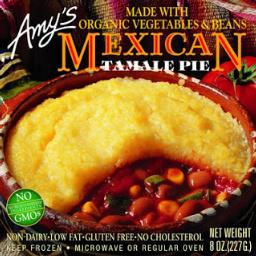 Amy's
MADE WITH
ORGANIC VEGETABLES & BEANS
MEXICAN
TAMALE PIE
NO
GMOs
NON-DAIRY•LOW FAT•GLUTEN FREE•NO CHOLESTEROL
KEEP FROZEN • MICROWAVE OR REGULAR OVEN
NET WEIGHT
8 OZ.(227G.)